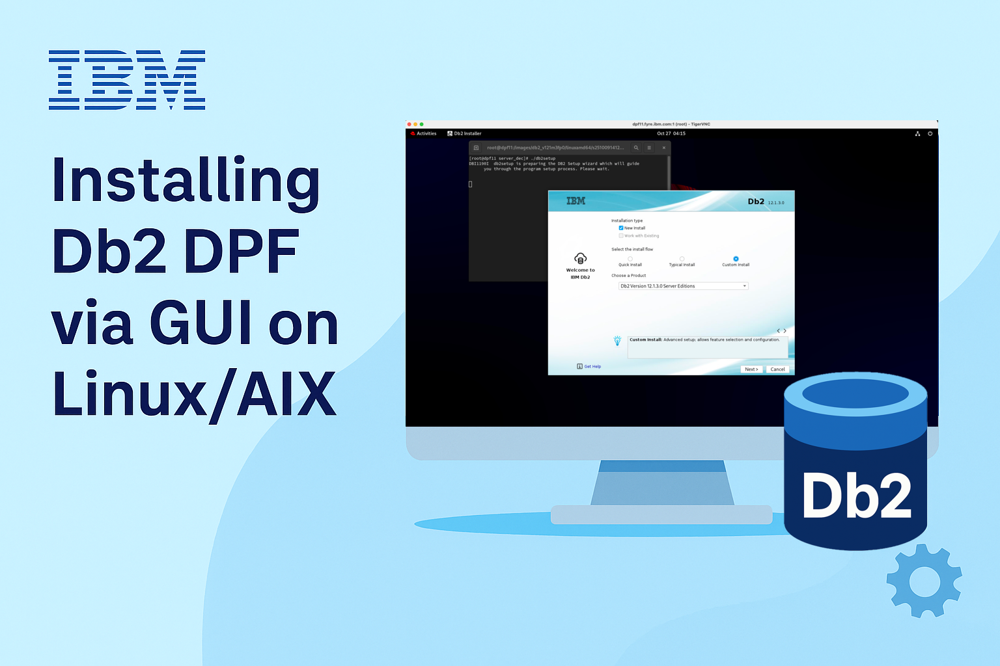 IBM
Installing
Db2 DPF
via GUI on
Linux/AIX
dpf11.fyre.ibm.com:1 (root) - TigerVNC
Activities Db2 Installer Oct 27 04:15
root@dpf11:/images/db2_v121m3fp0/linuxamd64/s2510091412...
[root@dpf11 server_dec]# ./db2setup
DBI1190I db2setup is preparing the DB2 Setup wizard which will guide
you through the program setup process. Please wait.
IBM Db2 12.1.3.0
Installation type
New Install
Work with Existing
Select the install flow
Quick Install Typical Install Custom Install
Choose a Product
Db2 Version 12.1.3.0 Server Editions
Welcome to
IBM Db2
Custom Install: Advanced setup; allows feature selection and configuration.
Get Help
Next > Cancel
Db2